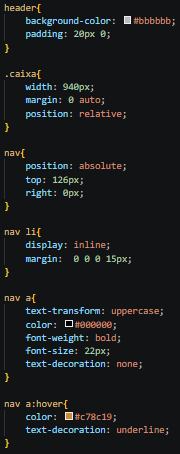 header{
    background-color: #bbbbbb;
    padding: 20px 0;
}

.caixa{
    width: 940px;
    margin: 0 auto;
    position: relative;
}

nav{
    position: absolute;
    top: 126px;
    right: 0px;
}

nav li{
    display: inline;
    margin:  0 0 0 15px;
}

nav a{
    text-transform: uppercase;
    color: #000000;
    font-weight: bold;
    font-size: 22px;
    text-decoration: none;
}

nav a:hover{
    color: #c78c19;
    text-decoration: underline;
}